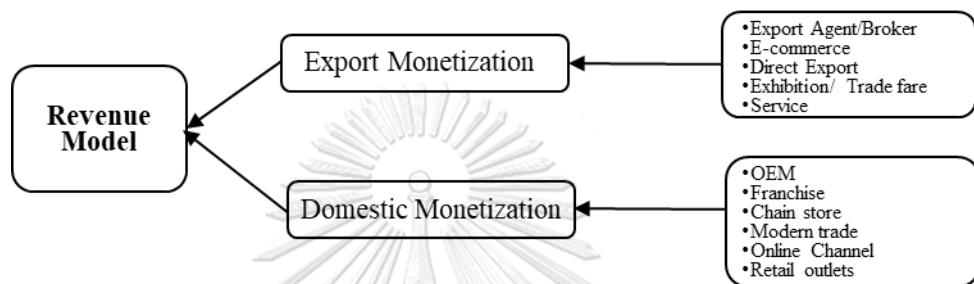 Revenue
Model
Export Monetization
•Export Agent/Broker
•E-commerce
•Direct Export
•Exhibition/ Trade fare
•Service
Domestic Monetization
•OEM
•Franchise
•Chain store
•Modern trade
•Online Channel
•Retail outlets